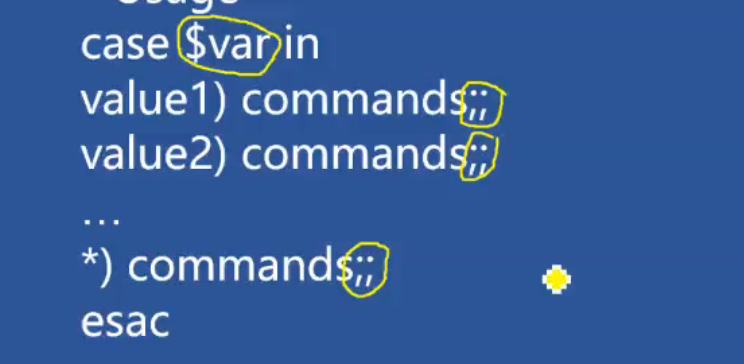 case $var in
value1) commands;;
value2) commands;;
...
*) commands;;
esac